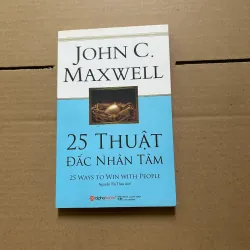 JOHN C.
MAXWELL
25 THUẬT
ĐẮC NHÂN TÂM
25 WAYS TO WIN WITH PEOPLE